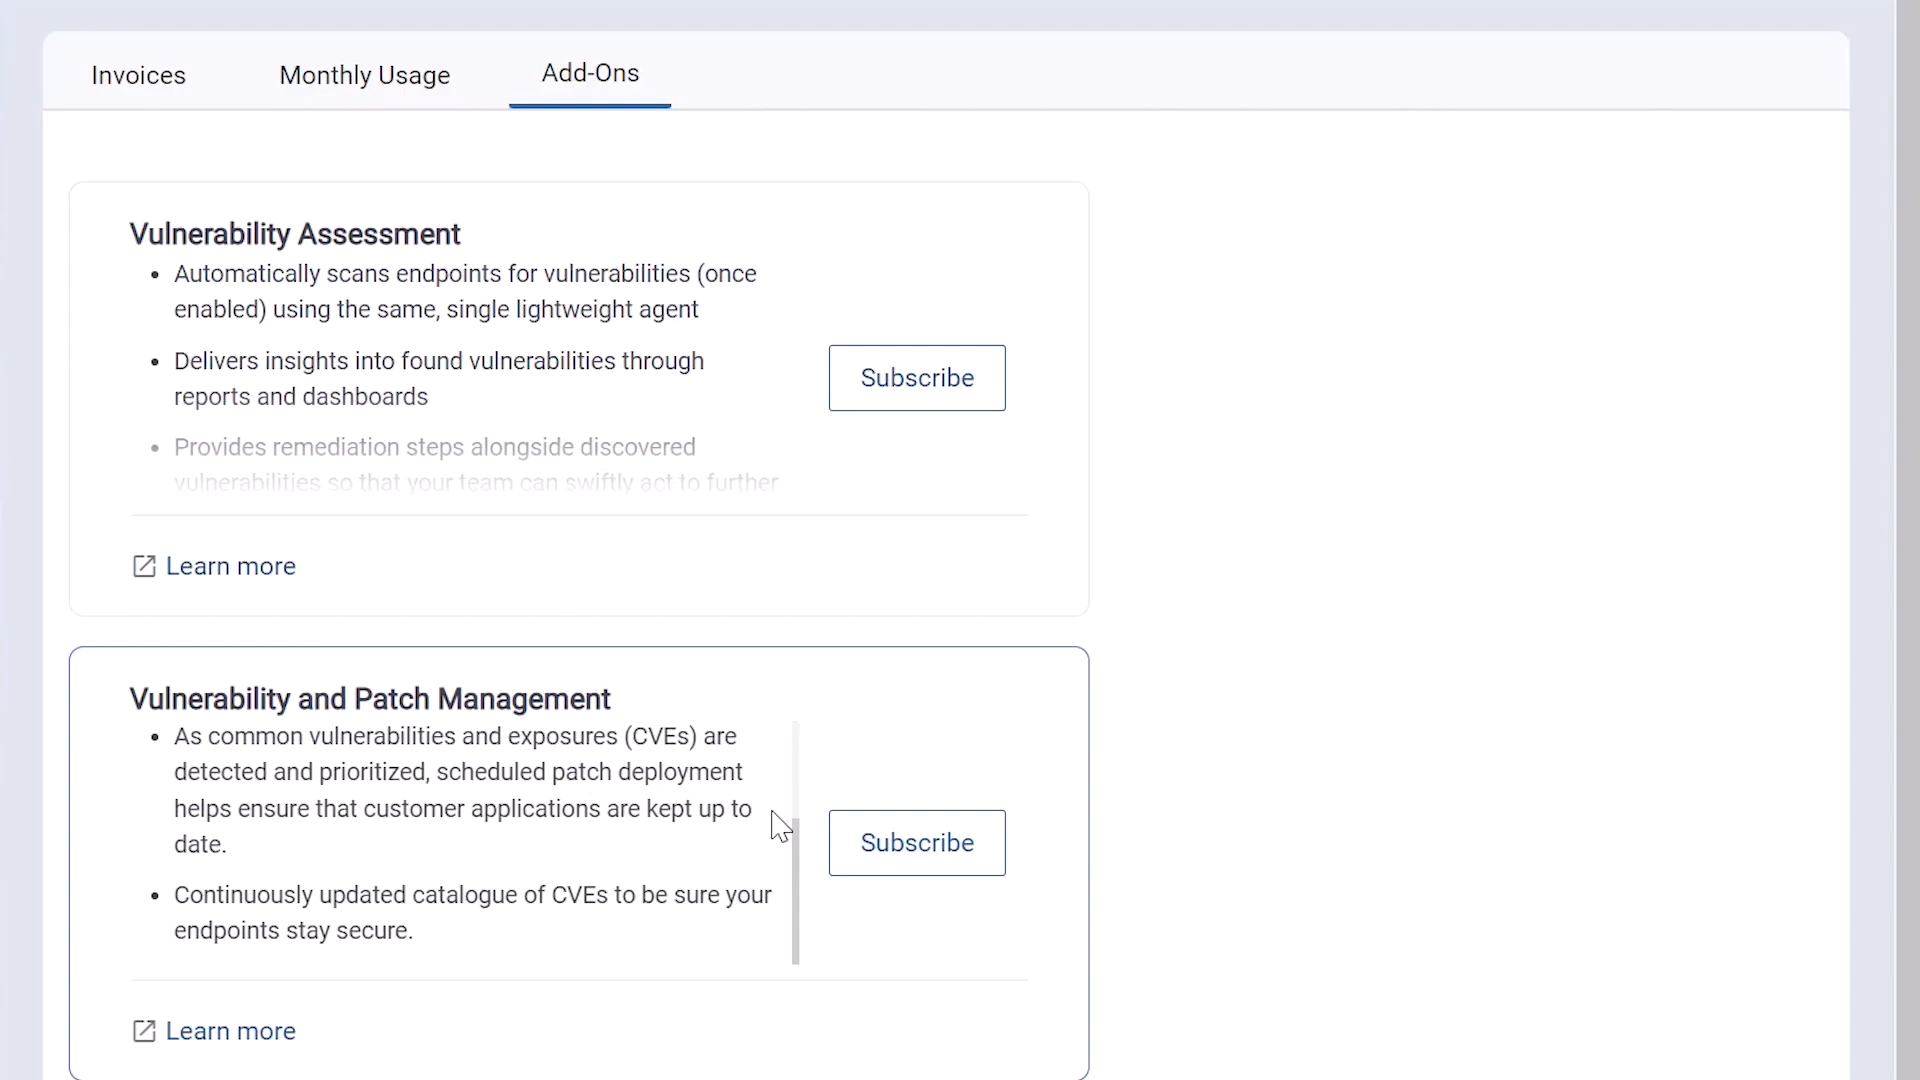 Invoices Monthly Usage Add-Ons
Vulnerability Assessment
• Automatically scans endpoints for vulnerabilities (once
enabled) using the same, single lightweight agent
• Delivers insights into found vulnerabilities through
reports and dashboards
Subscribe
• Provides remediation steps alongside discovered
vulnerabilities so that your team can swiftly act to further
Learn more
Vulnerability and Patch Management
• As common vulnerabilities and exposures (CVEs) are
detected and prioritized, scheduled patch deployment
helps ensure that customer applications are kept up to
date.
Subscribe
• Continuously updated catalogue of CVEs to be sure your
endpoints stay secure.
Learn more